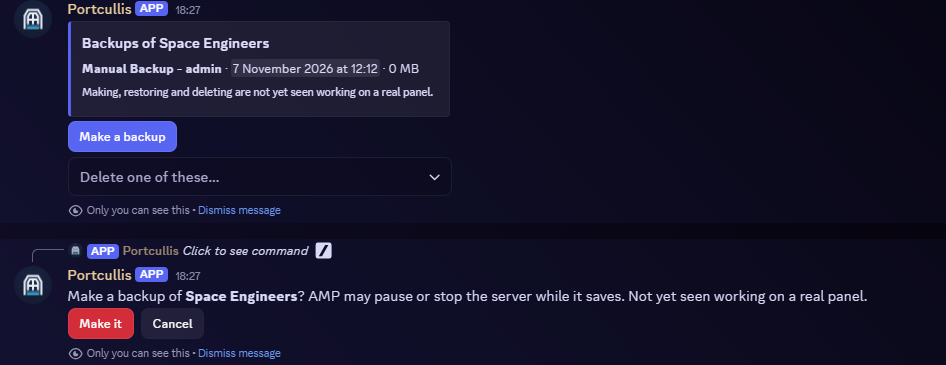 Portcullis APP 18:27
Backups of Space Engineers
Manual Backup - admin · 7 November 2026 at 12:12 · 0 MB
Making, restoring and deleting are not yet seen working on a real panel.
Make a backup
Delete one of these...
Only you can see this • Dismiss message
APP Portcullis Click to see command
Portcullis APP 18:27
Make a backup of Space Engineers? AMP may pause or stop the server while it saves. Not yet seen working on a real panel.
Make it Cancel
Only you can see this • Dismiss message